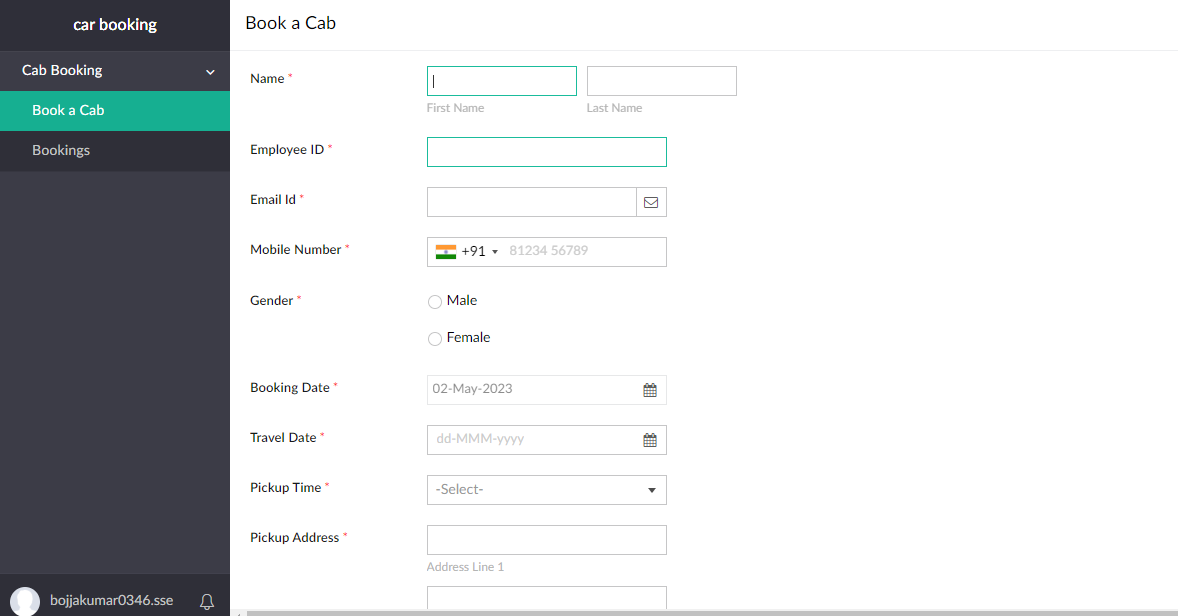 car booking
Book a Cab
Cab Booking
Book a Cab
Bookings
Name *
First Name
Last Name
Employee ID *
Email Id *
Mobile Number *
+91
81234 56789
Gender *
Male
Female
Booking Date *
02-May-2023
Travel Date *
dd-MMM-yyyy
Pickup Time *
-Select-
Pickup Address *
Address Line 1
bojjakumar0346.sse